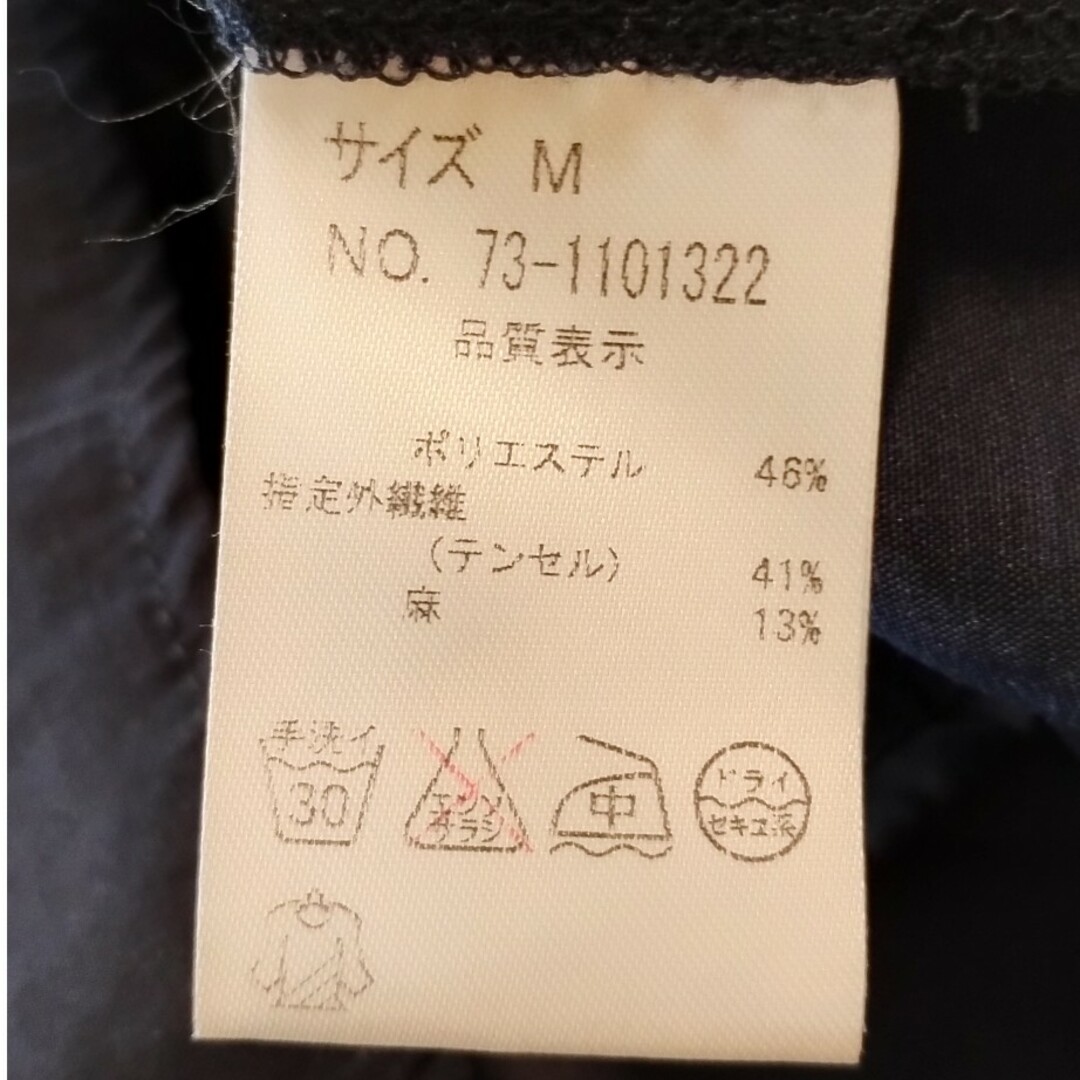 サイズ M
NO. 73-1101322
品質表示
ポリエステル 46%
指定外繊維
(テンセル) 41%
麻 13%
手洗イ
30
エンソ
サラシ
中
ドライ
セキユ系